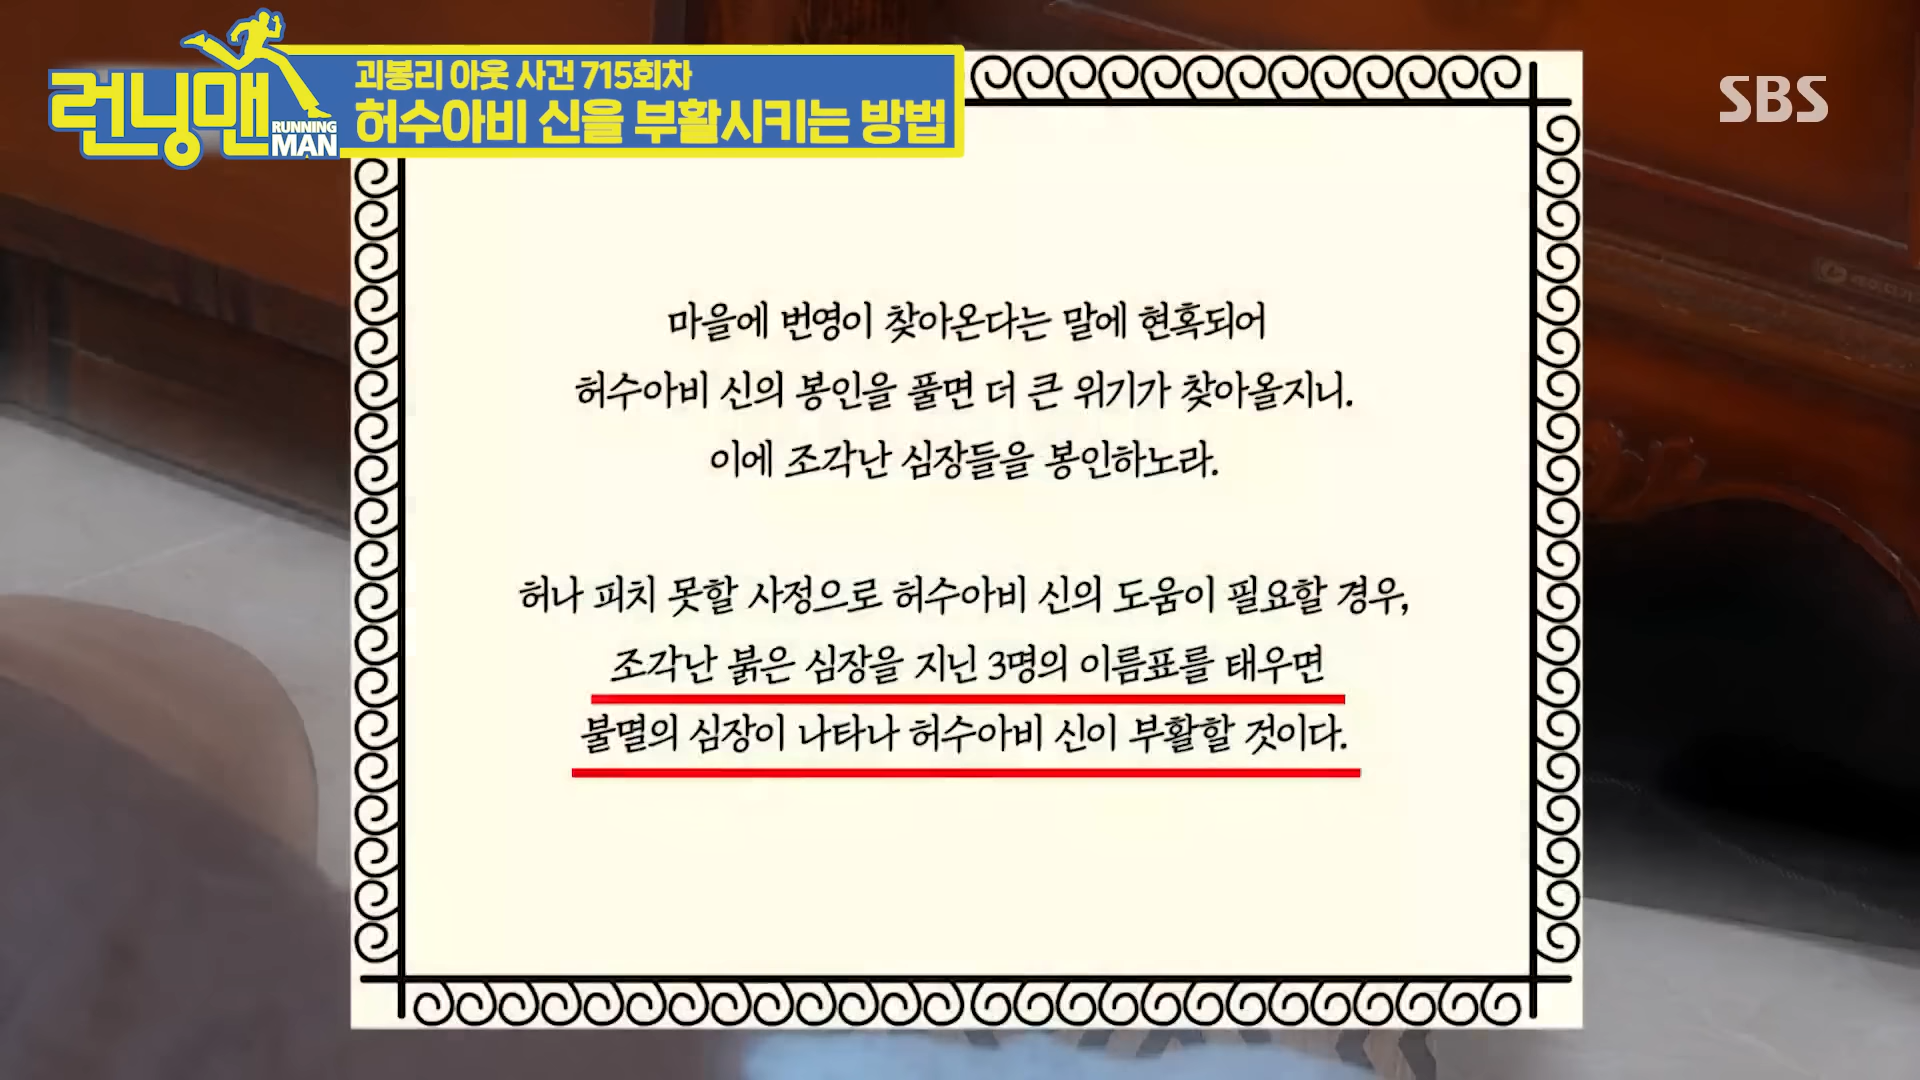 런닝맨
RUNNING
MAN
괴봉리 아웃 사건 715회차
허수아비 신을 부활시키는 방법
SBS
마을에 번영이 찾아온다는 말에 현혹되어
허수아비 신의 봉인을 풀면 더 큰 위기가 찾아올지니.
이에 조각난 심장들을 봉인하노라.
허나 피치 못할 사정으로 허수아비 신의 도움이 필요할 경우,
조각난 붉은 심장을 지닌 3명의 이름표를 태우면
불멸의 심장이 나타나 허수아비 신이 부활할 것이다.